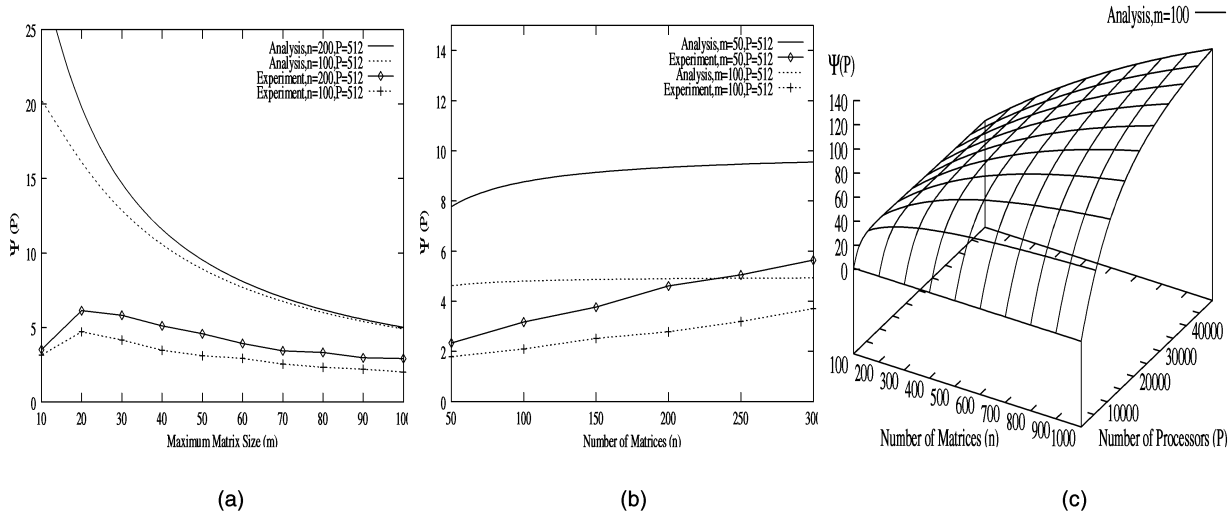 25
20
15
10
5
0
Ψ (P)
Analysis,n=200,P=512
Analysis,n=100,P=512
Experiment,n=200,P=512
Experiment,n=100,P=512
10 20 30 40 50 60 70 80 90 100
Maximum Matrix Size (m)
(a)
14
12
10
8
6
4
2
0
Ψ (P)
Analysis,m=50,P=512
Experiment,m=50,P=512
Analysis,m=100,P=512
Experiment,m=100,P=512
50 100 150 200 250 300
Number of Matrices (n)
(b)
Analysis,m=100
Ψ(P)
140
120
100
80
60
40
20
0
100 200 300 400 500 600 700 800 900 1000
Number of Matrices (n)
10000 20000 30000 40000
Number of Processors (P)
(c)